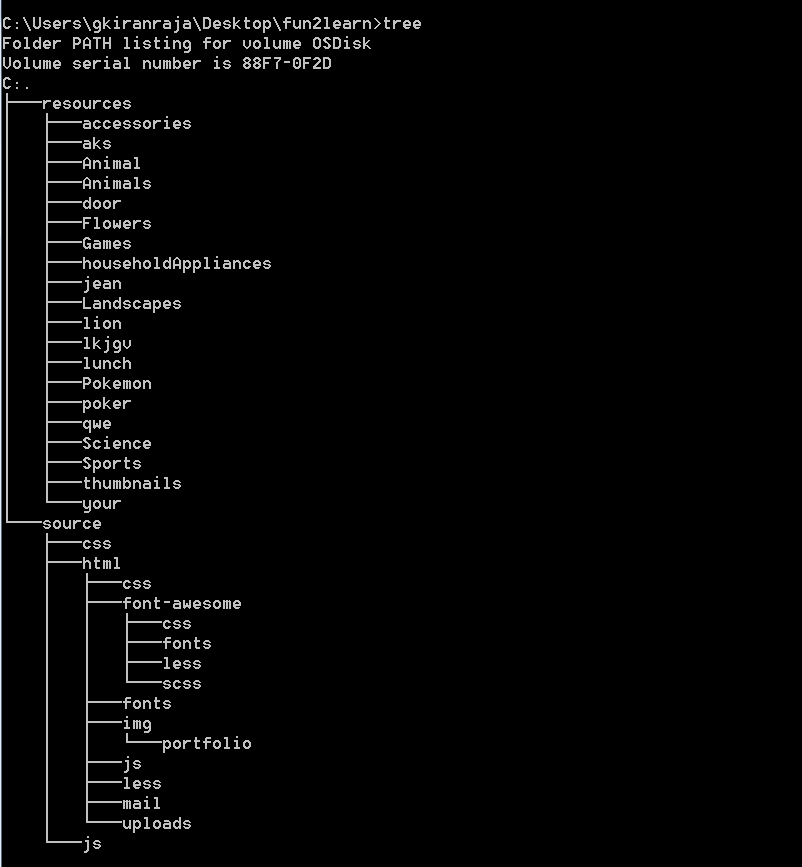 C:\Users\gkiranraja\Desktop\fun2learn>tree
Folder PATH listing for volume OSDisk
Volume serial number is 88F7-0F2D
C:.
├───resources
│   ├───accessories
│   ├───aks
│   ├───Animal
│   ├───Animals
│   ├───door
│   ├───Flowers
│   ├───Games
│   ├───householdAppliances
│   ├───jean
│   ├───Landscapes
│   ├───lion
│   ├───lkjgv
│   ├───lunch
│   ├───Pokemon
│   ├───poker
│   ├───qwe
│   ├───Science
│   ├───Sports
│   ├───thumbnails
│   └───your
└───source
    ├───css
    ├───html
    │   ├───css
    │   ├───font-awesome
    │   │   ├───css
    │   │   ├───fonts
    │   │   ├───less
    │   │   └───scss
    │   ├───fonts
    │   ├───img
    │   │   └───portfolio
    │   ├───js
    │   ├───less
    │   ├───mail
    │   └───uploads
    └───js